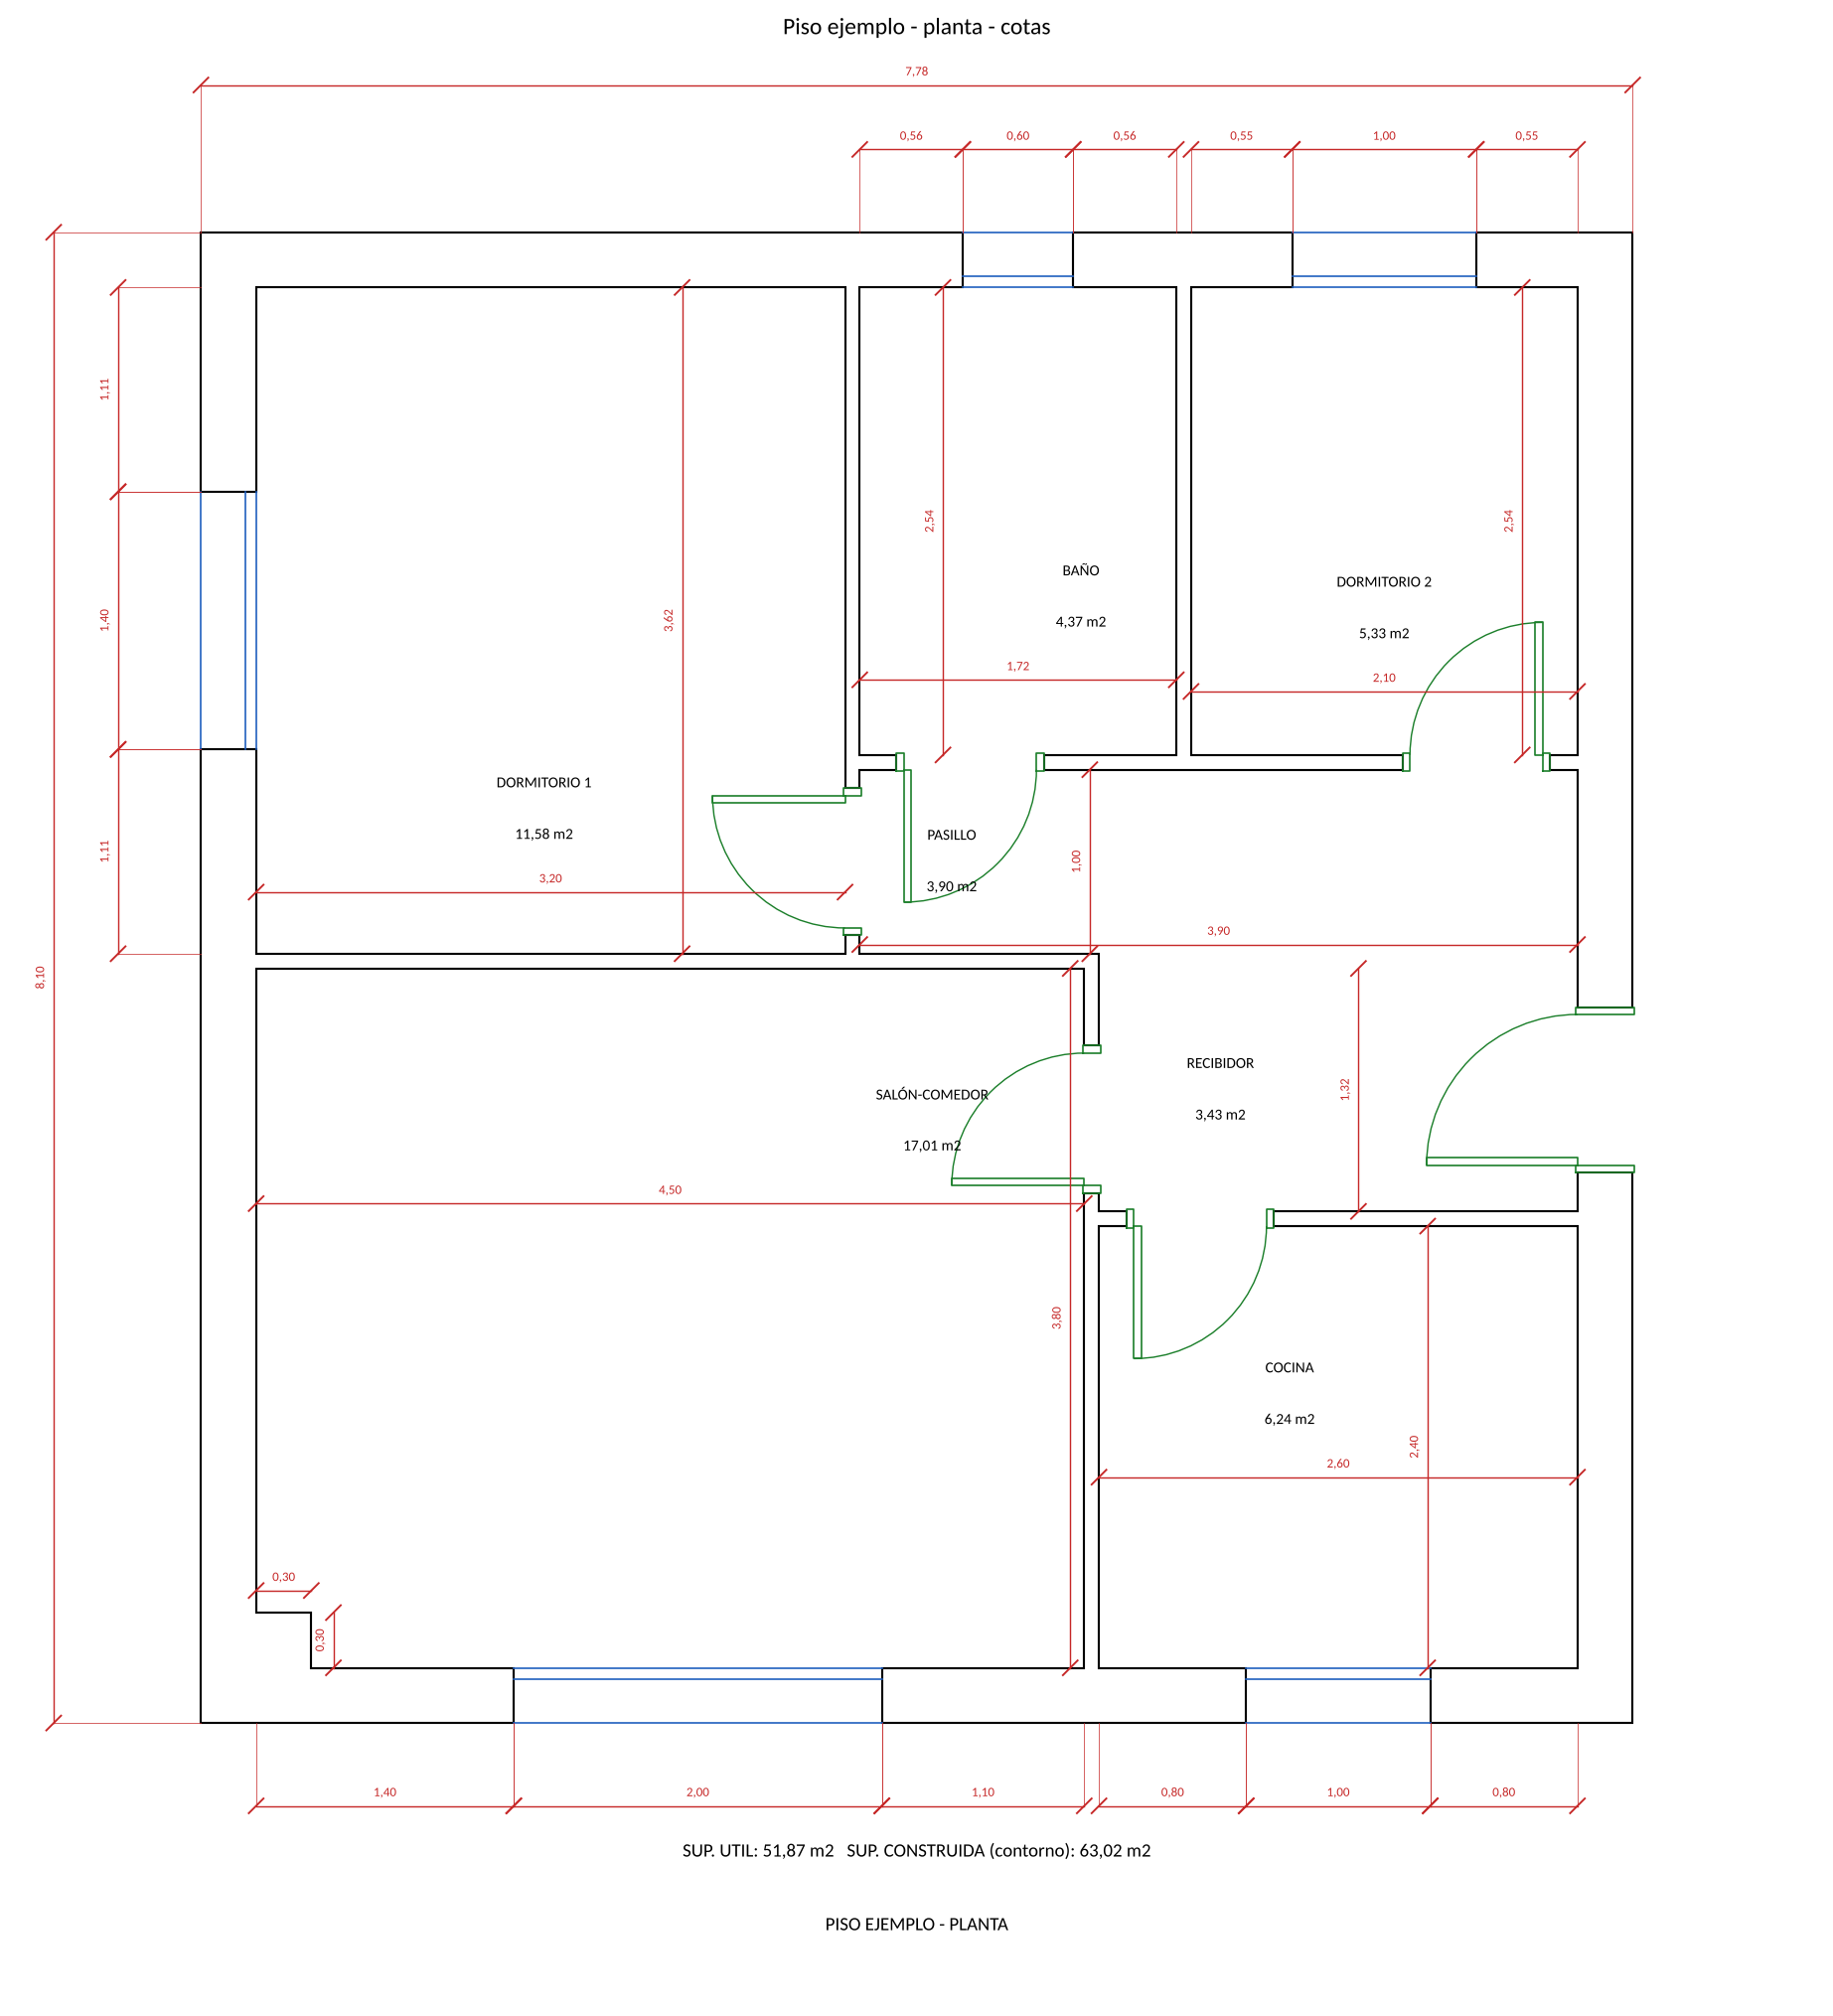 Piso ejemplo - planta - cotas
7,78
0,56 0,60 0,56 0,55 1,00 0,55
1,11
2,54
2,54
BAÑO
DORMITORIO 2
1,40
3,62
4,37 m2
5,33 m2
1,72
2,10
DORMITORIO 1
11,58 m2
PASILLO
1,11
1,00
3,20
3,90 m2
3,90
8,10
RECIBIDOR
1,32
SALÓN-COMEDOR
3,43 m2
17,01 m2
4,50
3,80
COCINA
6,24 m2
2,40
2,60
0,30
0,30
1,40 2,00 1,10 0,80 1,00 0,80
SUP. UTIL: 51,87 m2 SUP. CONSTRUIDA (contorno): 63,02 m2
PISO EJEMPLO - PLANTA